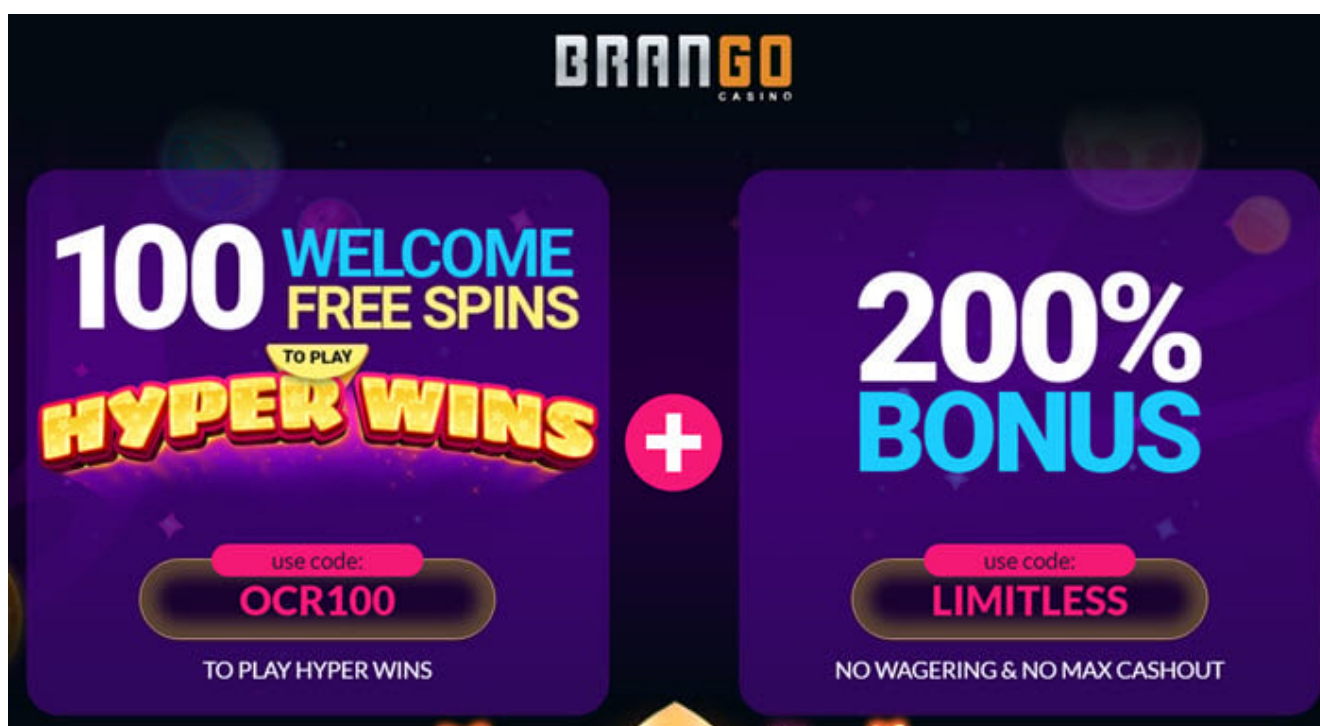 BRANGO
CASINO
100 WELCOME
FREE SPINS
TO PLAY
HYPER WINS
use code:
OCR100
TO PLAY HYPER WINS
+
200%
BONUS
use code:
LIMITLESS
NO WAGERING & NO MAX CASHOUT